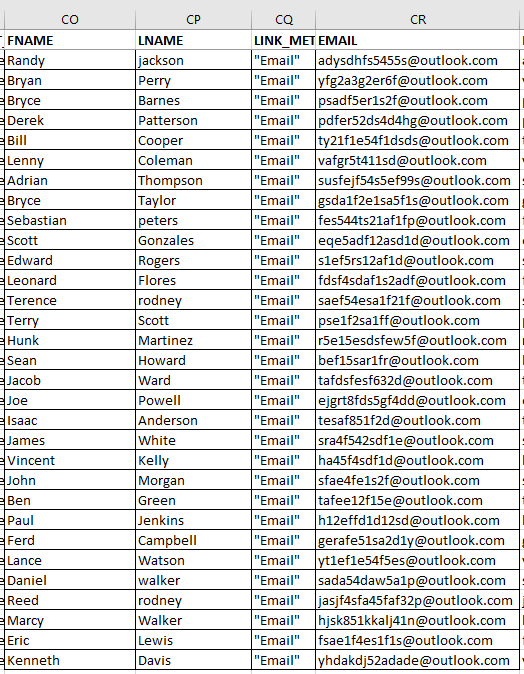 CO CP CQ CR
FNAME LNAME LINK_MET EMAIL
Randy jackson "Email" adysdhfs5455s@outlook.com
Bryan Perry "Email" yfg2a3g2er6f@outlook.com
Bryce Barnes "Email" psadf5er1s2f@outlook.com
Derek Patterson "Email" pdfer52ds4d4hg@outlook.com
Bill Cooper "Email" ty21f1e54f1dsds@outlook.com
Lenny Coleman "Email" vafgr5t411sd@outlook.com
Adrian Thompson "Email" susfejf54s5ef99s@outlook.com
Bryce Taylor "Email" gsda1f2e1sa5f1s@outlook.com
Sebastian peters "Email" fes544ts21af1fp@outlook.com
Scott Gonzales "Email" eqe5adf12asd1d@outlook.com
Edward Rogers "Email" s1ef5rs12af1d@outlook.com
Leonard Flores "Email" fdsf4sdaf1s2adf@outlook.com
Terence rodney "Email" saef54esa1f21f@outlook.com
Terry Scott "Email" pse1f2sa1ff@outlook.com
Hunk Martinez "Email" r5e15esdsfew5f@outlook.com
Sean Howard "Email" bef15sar1fr@outlook.com
Jacob Ward "Email" tafdsfesf632d@outlook.com
Joe Powell "Email" ejgrt8fds5gf4dd@outlook.com
Isaac Anderson "Email" tesaf851f2d@outlook.com
James White "Email" sra4f542sdf1e@outlook.com
Vincent Kelly "Email" ha45f4sdf1d@outlook.com
John Morgan "Email" sfae4fe1s2f@outlook.com
Ben Green "Email" tafee12f15e@outlook.com
Paul Jenkins "Email" h12effd1d12sd@outlook.com
Ferd Campbell "Email" gerafe51sa2d1y@outlook.com
Lance Watson "Email" yt1ef1e54f5es@outlook.com
Daniel walker "Email" sada54daw5a1p@outlook.com
Reed rodney "Email" jasjf4sfa45faf32p@outlook.com
Marcy Walker "Email" hjsk851kkalj41n@outlook.com
Eric Lewis "Email" fsae1f4es1f1s@outlook.com
Kenneth Davis "Email" yhdakdj52adade@outlook.com